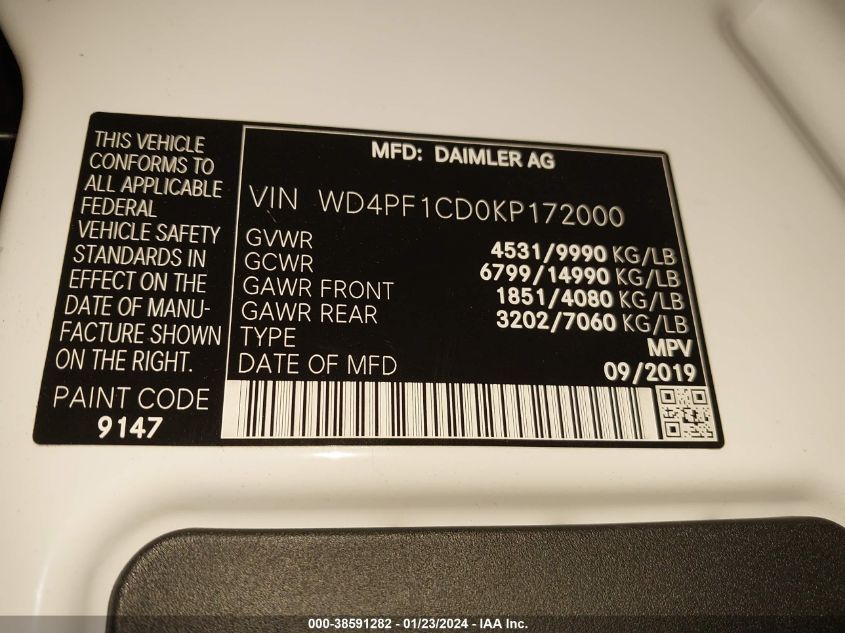 THIS VEHICLE
CONFORMS TO
ALL APPLICABLE
FEDERAL
VEHICLE SAFETY
STANDARDS IN
EFFECT ON THE
DATE OF MANU-
FACTURE SHOWN
ON THE RIGHT.
PAINT CODE
9147
MFD: DAIMLER AG
VIN WD4PF1CD0KP172000
GVWR 4531/9990 KG/LB
GCWR 6799/14990 KG/LB
GAWR FRONT 1851/4080 KG/LB
GAWR REAR 3202/7060 KG/LB
TYPE MPV
DATE OF MFD 09/2019
000-38591282 - 01/23/2024 - IAA Inc.